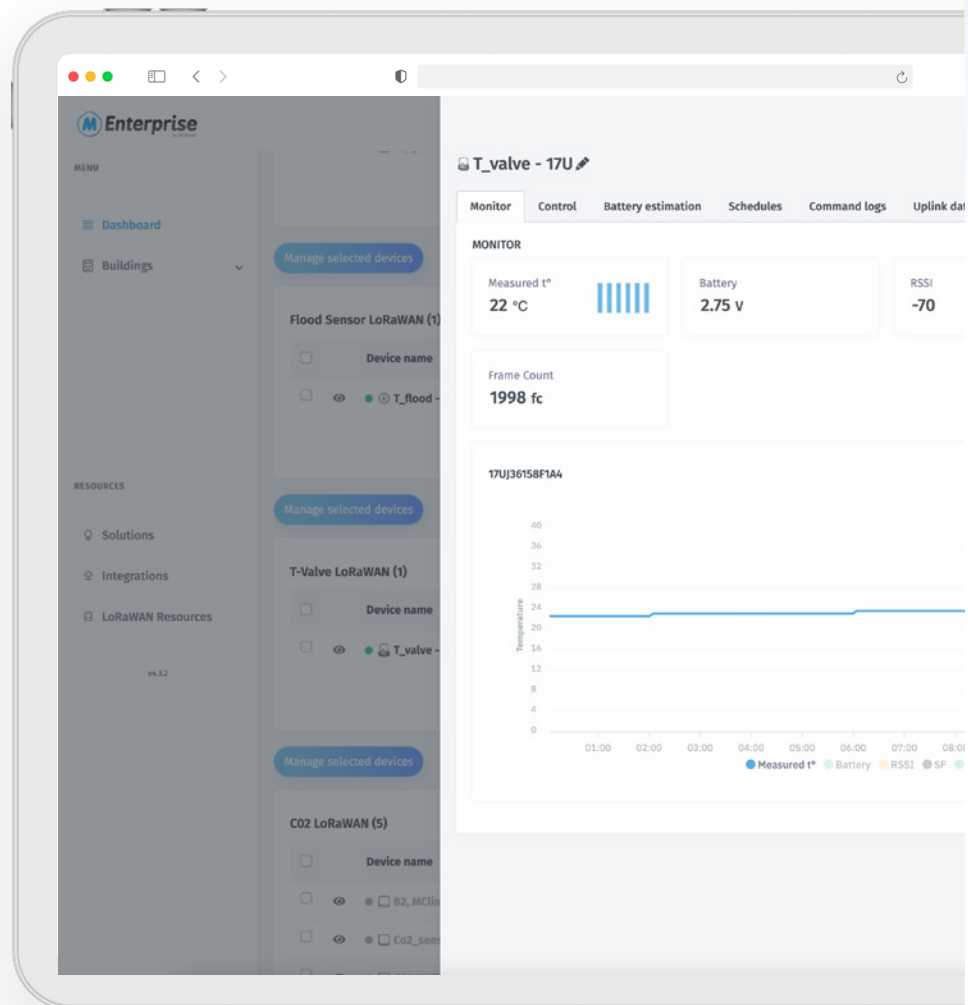 M Enterprise
MENU
Dashboard
Buildings
RESOURCES
Solutions
Integrations
LoRaWAN Resources
v4.3.2
Manage selected devices
Flood Sensor LoRaWAN (1)
Device name
T_flood -
Manage selected devices
T-Valve LoRaWAN (1)
Device name
T_valve -
Manage selected devices
C02 LoRaWAN (5)
Device name
B2, MClim
Co2_sens
T_valve - 17U
Monitor Control Battery estimation Schedules Command logs Uplink dat
MONITOR
Measured t°
22 °C
Battery
2.75 V
RSSI
-70
Frame Count
1998 fc
17UJ36158F1A4
40
36
32
28
24
20
16
12
8
4
0
Temperature
01:00 02:00 03:00 04:00 05:00 06:00 07:00 08:00
Measured t° Battery RSSI SF